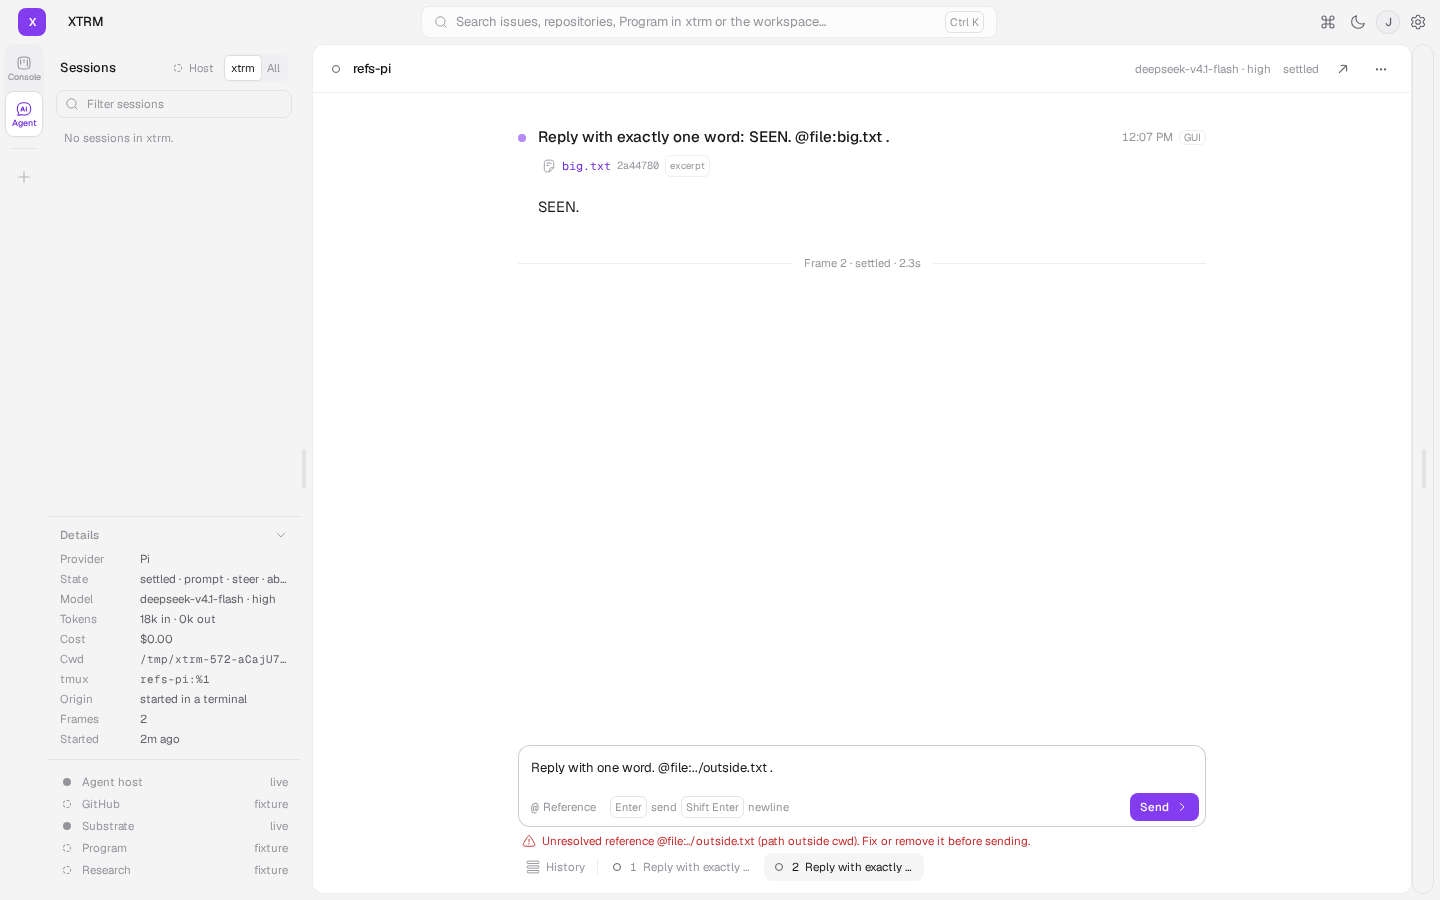 X XTRM Search issues, repositories, Program in xtrm or the workspace… Ctrl K J
Console
Agent
Sessions Host xtrm All
Filter sessions
No sessions in xtrm.
Details
Provider Pi
State settled · prompt · steer · ab…
Model deepseek-v4.1-flash · high
Tokens 18k in · 0k out
Cost $0.00
Cwd /tmp/xtrm-572-aCajU7…
tmux refs-pi:%1
Origin started in a terminal
Frames 2
Started 2m ago
Agent host live
GitHub fixture
Substrate live
Program fixture
Research fixture
refs-pi deepseek-v4.1-flash · high settled
Reply with exactly one word: SEEN. @file:big.txt . 12:07 PM GUI
big.txt 2a44780 excerpt
SEEN.
Frame 2 · settled · 2.3s
Reply with one word. @file:../outside.txt .
@ Reference Enter send Shift Enter newline Send
Unresolved reference @file:../outside.txt (path outside cwd). Fix or remove it before sending.
History 1 Reply with exactly … 2 Reply with exactly …